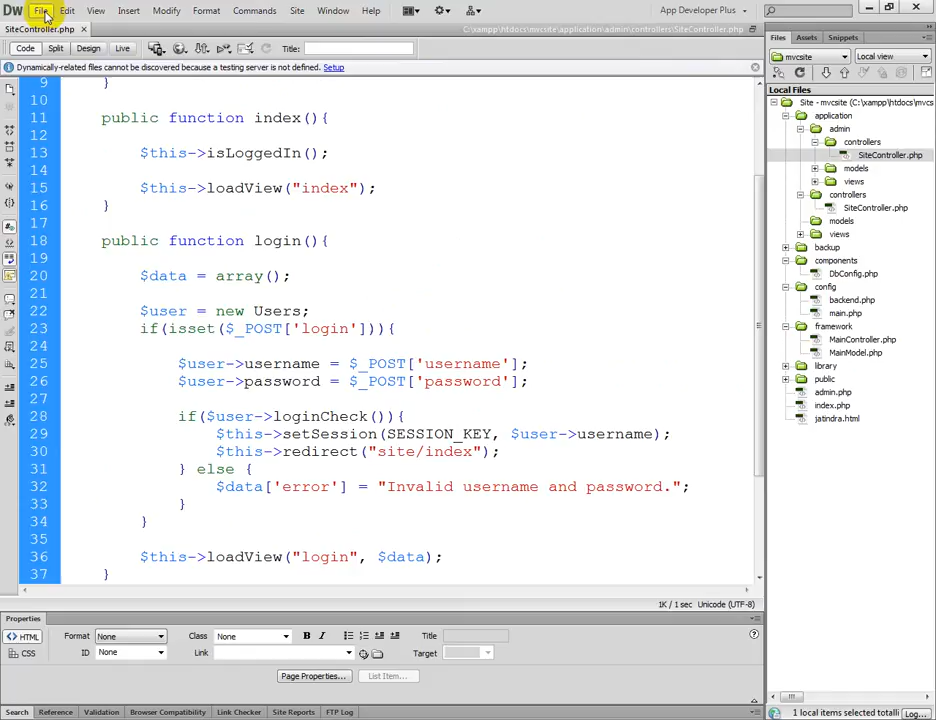 DW File Edit View Insert Modify Format Commands Site Window Help App Developer Plus
SiteController.php
C:\xampp\htdocs\mvcsite\application\admin\controllers\SiteController.php
Code Split Design Live Title:
Dynamically-related files cannot be discovered because a testing server is not defined. Setup
9 }
10
11 public function index(){
12
13 $this->isLoggedIn();
14
15 $this->loadView("index");
16 }
17
18 public function login(){
19
20 $data = array();
21
22 $user = new Users;
23 if(isset($_POST['login'])){
24
25 $user->username = $_POST['username'];
26 $user->password = $_POST['password'];
27
28 if($user->loginCheck()){
29 $this->setSession(SESSION_KEY, $user->username);
30 $this->redirect("site/index");
31 } else {
32 $data['error'] = "Invalid username and password.";
33 }
34 }
35
36 $this->loadView("login", $data);
37 }
1K / 1 sec Unicode (UTF-8)
Properties
<> HTML Format None Class None B I Title
CSS ID None Link Target
Page Properties... List Item...
Search Reference Validation Browser Compatibility Link Checker Site Reports FTP Log
Files Assets Snippets
mvcsite Local view
Local Files
Site - mvcsite (C:\xampp\htdocs\mvcs
application
admin
controllers
SiteController.php
models
views
controllers
SiteController.php
models
views
backup
components
DbConfig.php
config
backend.php
main.php
framework
MainController.php
MainModel.php
library
public
admin.php
index.php
jatindra.html
1 local items selected totalli Log...